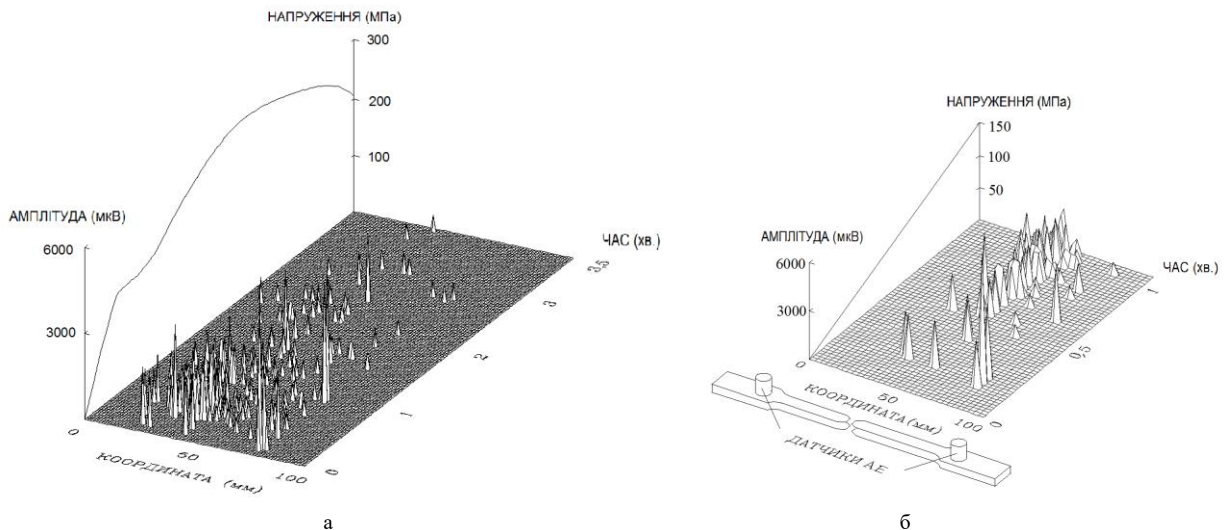 НАПРУЖЕННЯ (МПа)
300
200
100
АМПЛІТУДА (мкВ)
6000
3000
0
50
100
КООРДИНАТА (мм)
0
1
2
3
3,5
ЧАС (хв.)
а
НАПРУЖЕННЯ (МПа)
150
100
50
АМПЛІТУДА (мкВ)
6000
3000
0
50
100
КООРДИНАТА (мм)
0
0,5
1
ЧАС (хв.)
ДАТЧИКИ АЕ
б